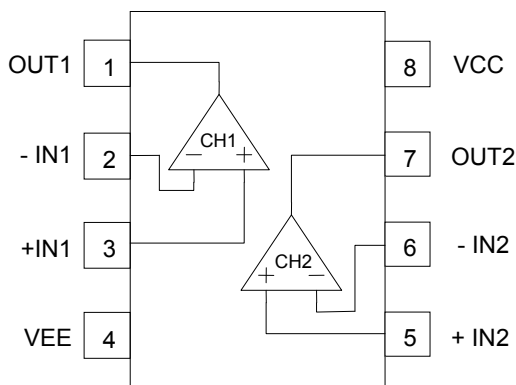 OUT1 1
- IN1 2
+IN1 3
VEE 4
CH1
− +
CH2
+ −
8 VCC
7 OUT2
6 - IN2
5 + IN2